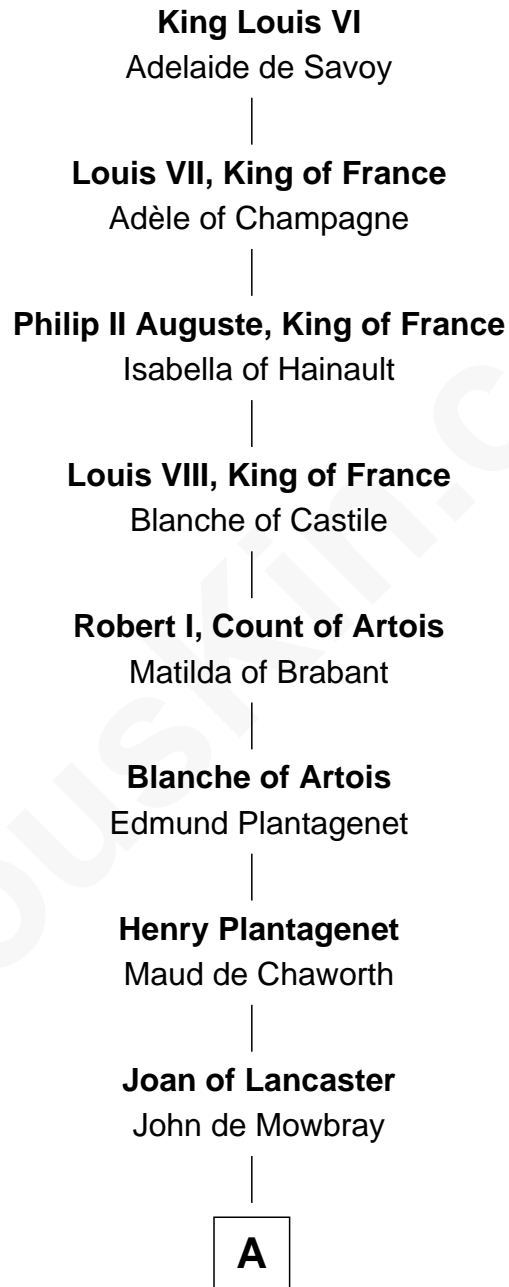 King Louis VI
Adelaide de Savoy
Louis VII, King of France
Adèle of Champagne
Philip II Auguste, King of France
Isabella of Hainault
Louis VIII, King of France
Blanche of Castile
Robert I, Count of Artois
Matilda of Brabant
Blanche of Artois
Edmund Plantagenet
Henry Plantagenet
Maud de Chaworth
Joan of Lancaster
John de Mowbray
A
ousKin.c